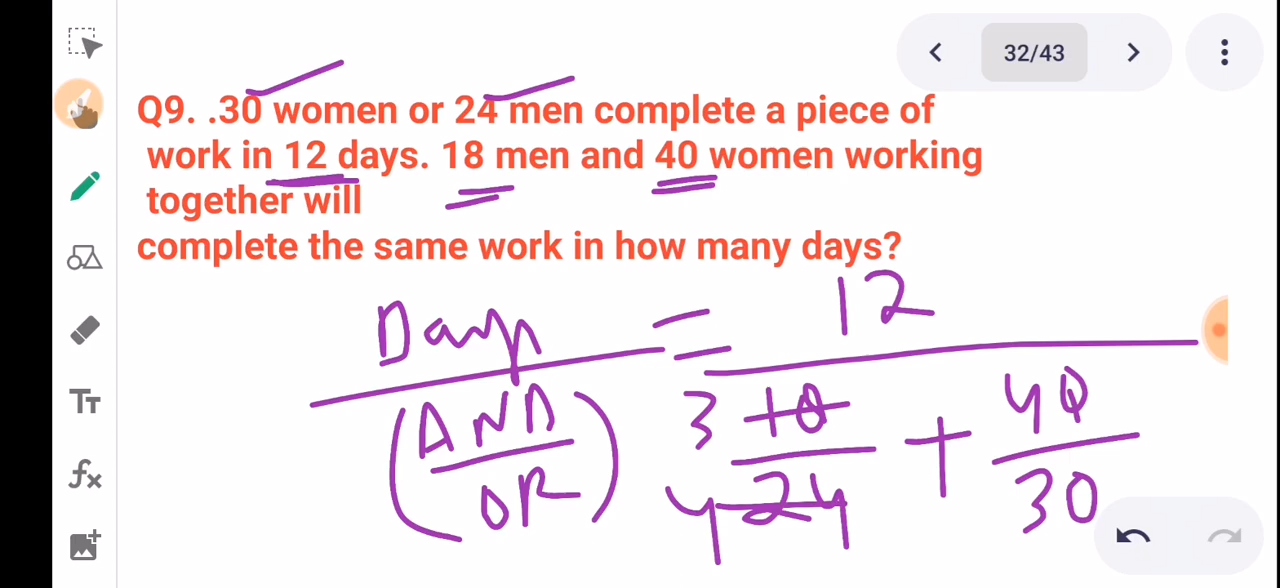 32/43
Q9. .30 women or 24 men complete a piece of
work in 12 days. 18 men and 40 women working
together will
complete the same work in how many days?
Days = 12
(AND 3 18 + 40
OR) 4 24 30
Tт
fx